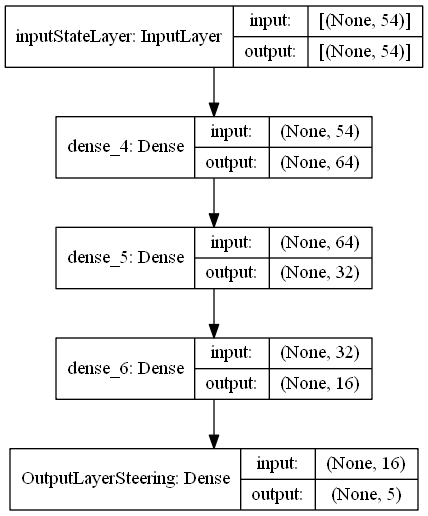 inputStateLayer: InputLayer
input: [(None, 54)]
output: [(None, 54)]
dense_4: Dense
input: (None, 54)
output: (None, 64)
dense_5: Dense
input: (None, 64)
output: (None, 32)
dense_6: Dense
input: (None, 32)
output: (None, 16)
OutputLayerSteering: Dense
input: (None, 16)
output: (None, 5)